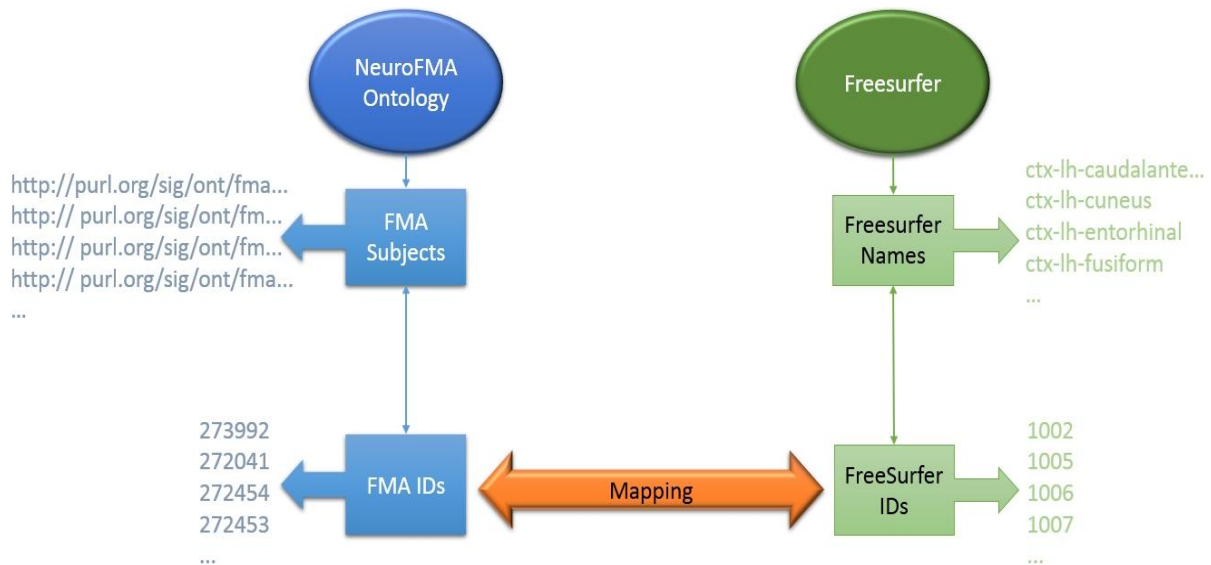 NeuroFMA
Ontology
Freesurfer
http://purl.org/sig/ont/fma...
http:// purl.org/sig/ont/fm...
http:// purl.org/sig/ont/fm...
http:// purl.org/sig/ont/fma...
...
FMA
Subjects
Freesurfer
Names
ctx-lh-caudalante...
ctx-lh-cuneus
ctx-lh-entorhinal
ctx-lh-fusiform
...
273992
272041
272454
272453
...
FMA IDs
Mapping
FreeSurfer
IDs
1002
1005
1006
1007
...